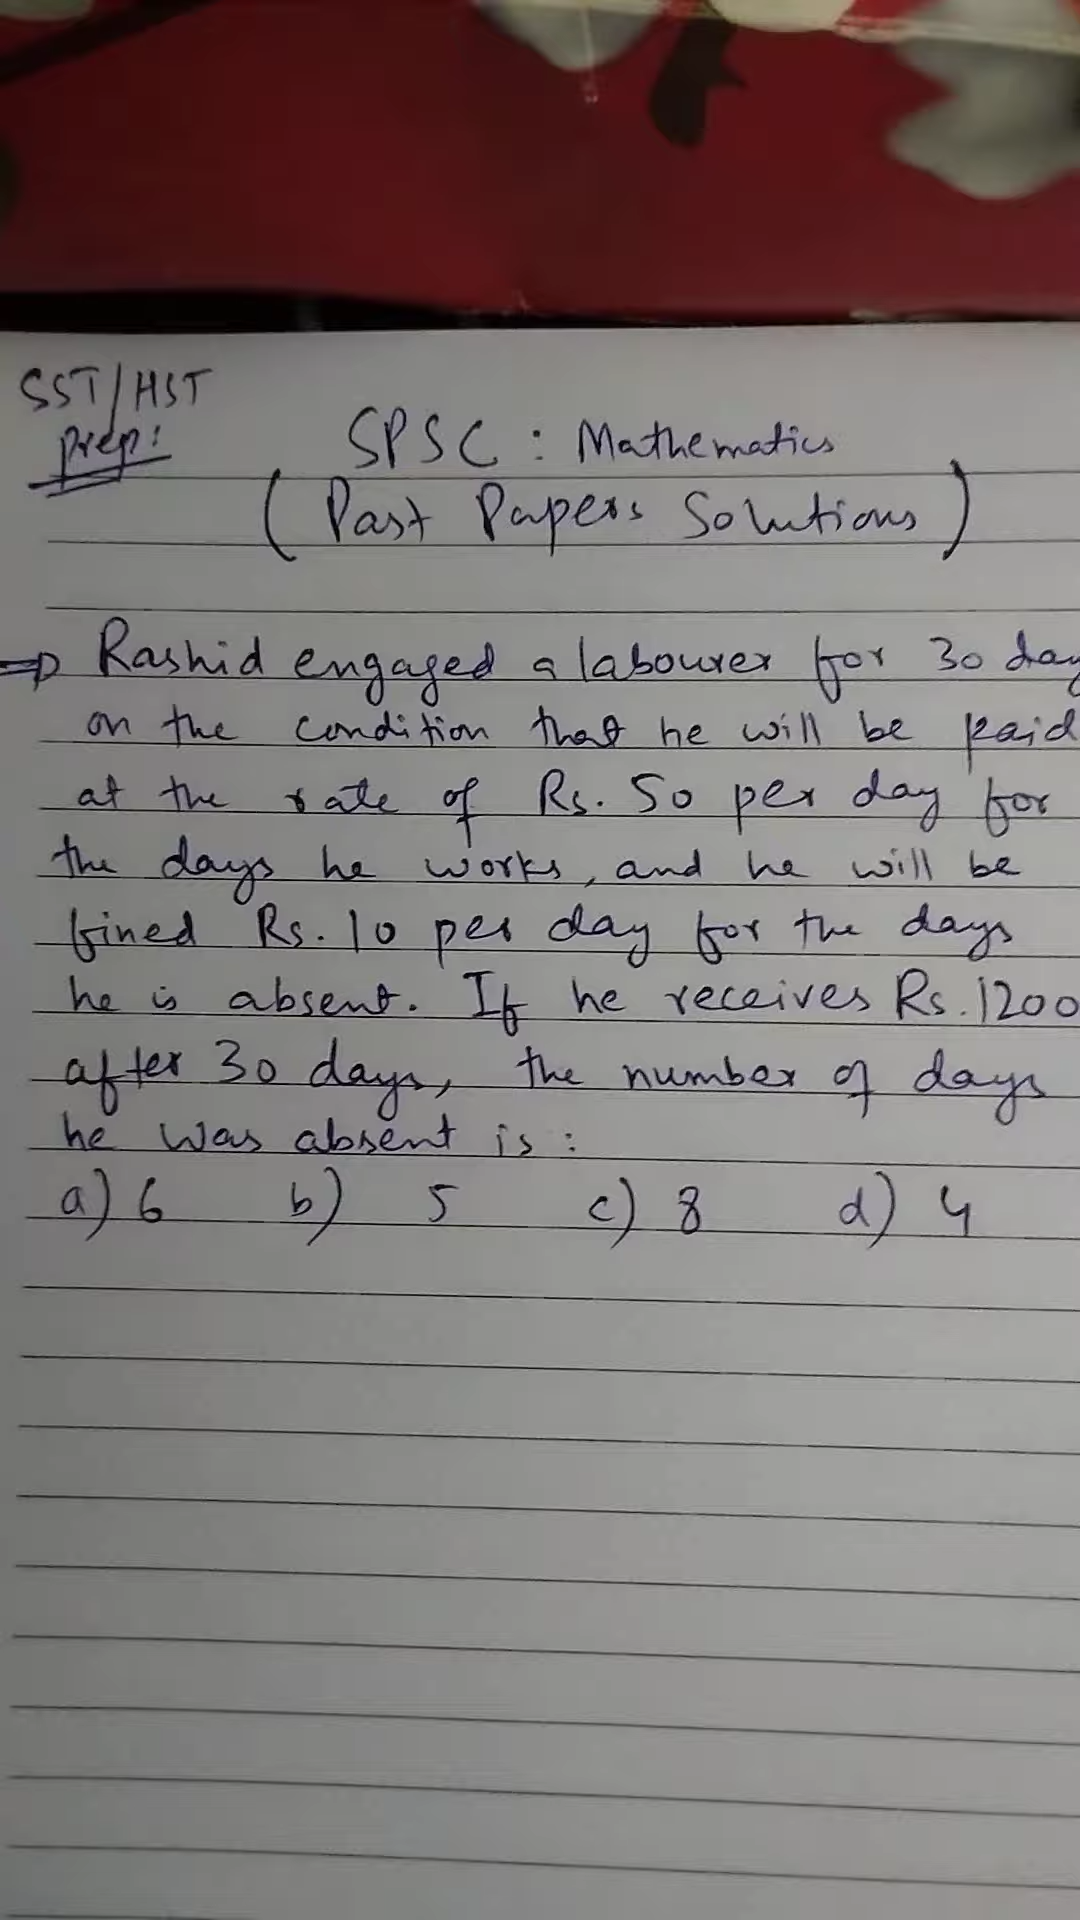 SST/HST
prep:
SPSC : Mathematics
(Past Papers Solutions)
⇒ Rashid engaged a labourer for 30 day
on the condition that he will be paid
at the rate of Rs. 50 per day for
the days he works, and he will be
fined Rs. 10 per day for the days
he is absent. If he receives Rs. 1200
after 30 days, the number of days
he was absent is :
a) 6 b) 5 c) 8 d) 4